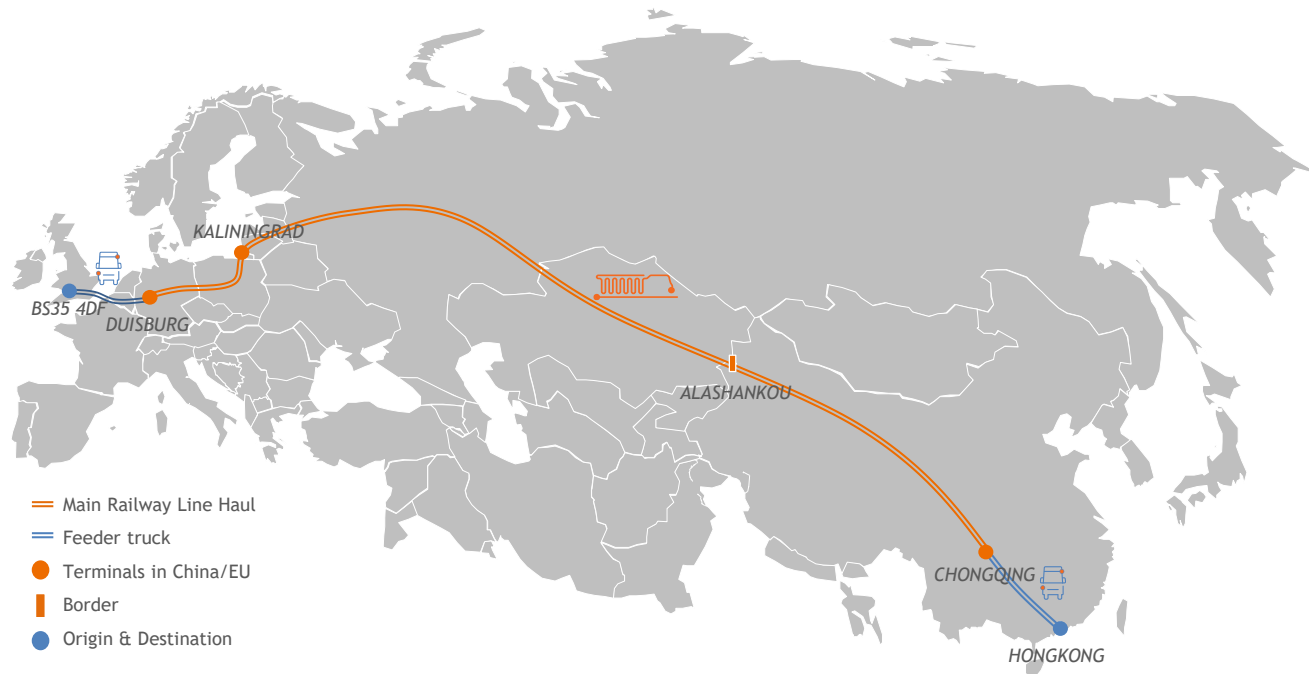 KALININGRAD
BS35 4DF
DUISBURG
ALASHANKOU
CHONGQING
HONGKONG
Main Railway Line Haul
Feeder truck
Terminals in China/EU
Border
Origin & Destination